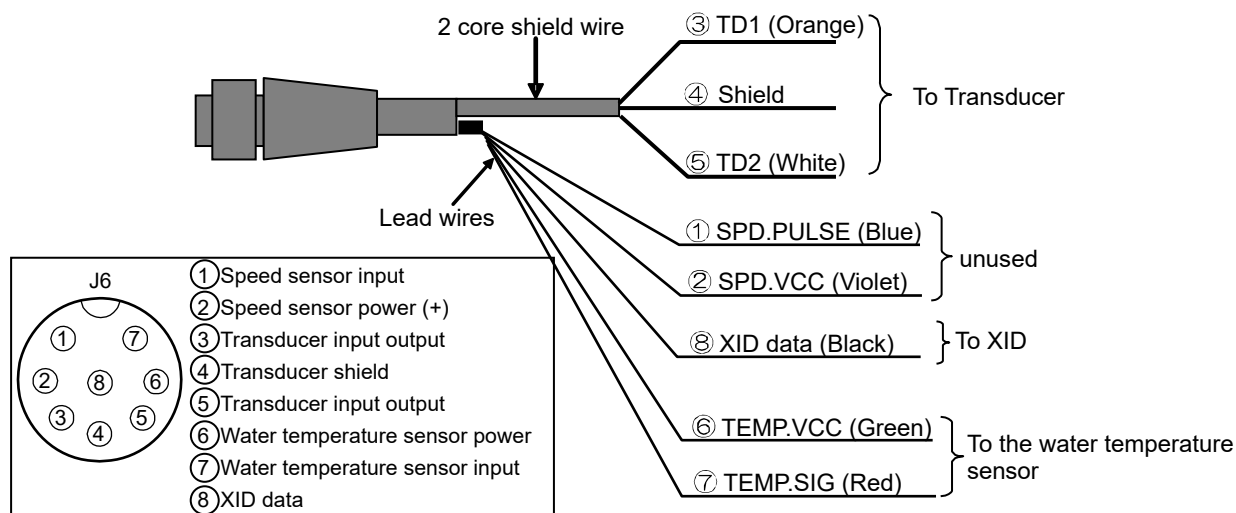 2 core shield wire
③ TD1 (Orange)
④ Shield
⑤ TD2 (White)
To Transducer
Lead wires
① SPD.PULSE (Blue)
② SPD.VCC (Violet)
unused
⑧ XID data (Black)
To XID
⑥ TEMP.VCC (Green)
⑦ TEMP.SIG (Red)
To the water temperature
sensor
J6
① ⑦
② ⑧ ⑥
③ ⑤
④
①Speed sensor input
②Speed sensor power (+)
③Transducer input output
④Transducer shield
⑤Transducer input output
⑥Water temperature sensor power
⑦Water temperature sensor input
⑧XID data